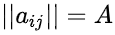 ||a_{ij}|| = A